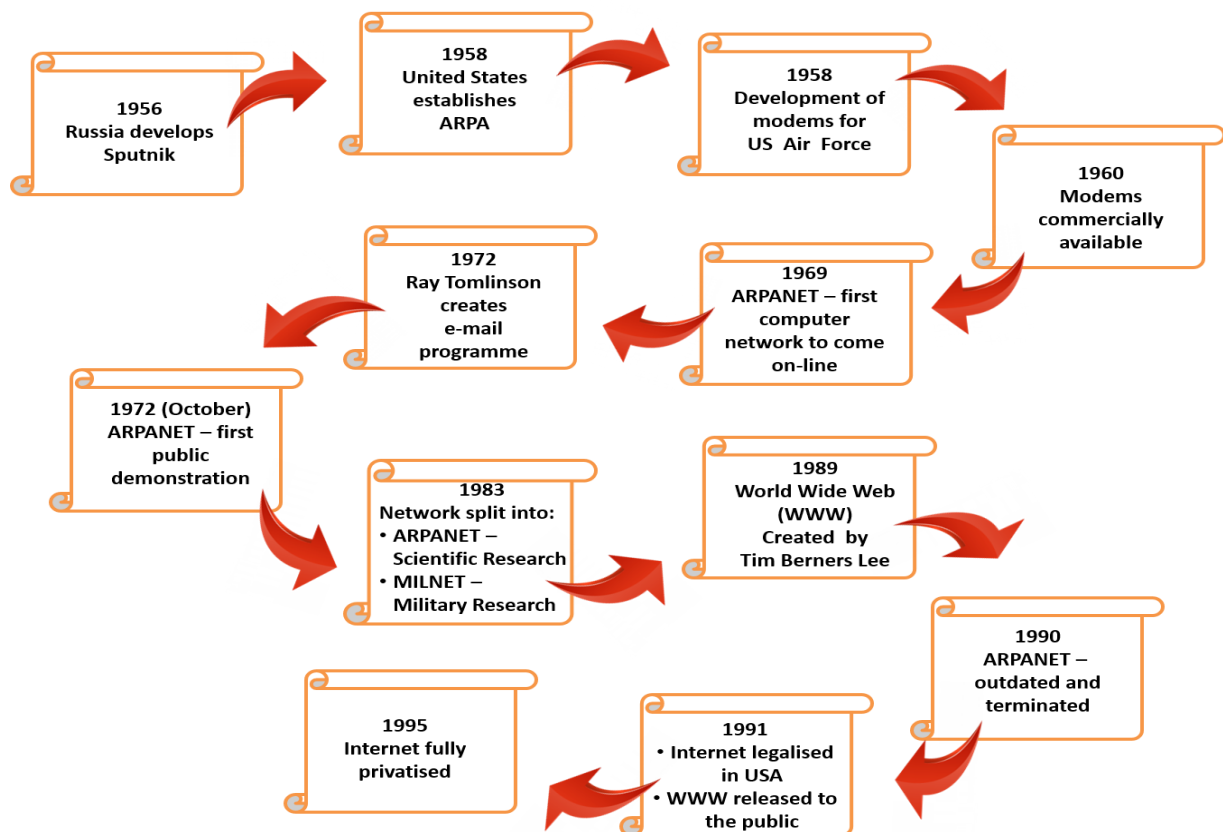 1956
Russia develops
Sputnik
1958
United States
establishes
ARPA
1958
Development of
modems for
US Air Force
1960
Modems
commercially
available
1969
ARPANET – first
computer
network to come
on-line
1972
Ray Tomlinson
creates
e-mail
programme
1972 (October)
ARPANET – first
public
demonstration
1983
Network split into:
• ARPANET –
Scientific Research
• MILNET –
Military Research
1989
World Wide Web
(WWW)
Created by
Tim Berners Lee
1990
ARPANET –
outdated and
terminated
1991
• Internet legalised
in USA
• WWW released to
the public
1995
Internet fully
privatised